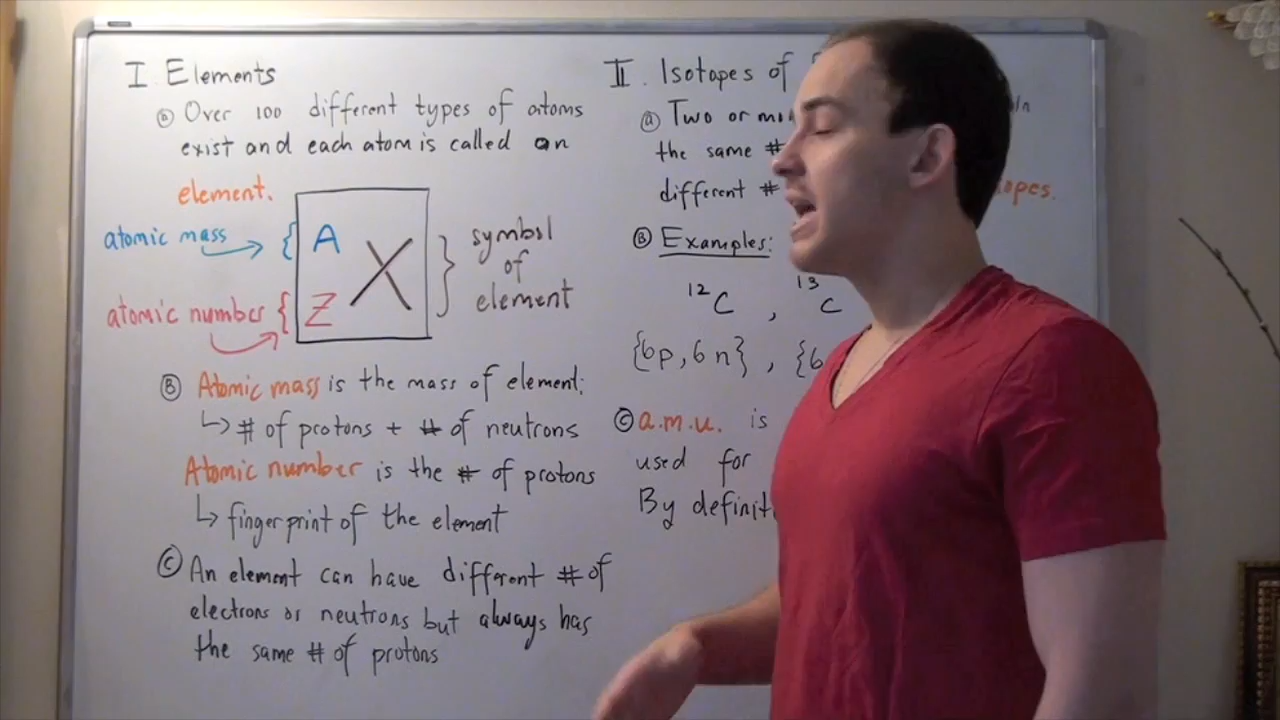 I. Elements
ⓐ Over 100 different types of atoms
exist and each atom is called an
element.
atomic mass { A
X } symbol
of
element
atomic number { Z
Ⓑ Atomic mass is the mass of element:
↳ # of protons + # of neutrons
Atomic number is the # of protons
↳ fingerprint of the element
Ⓒ An element can have different # of
electrons or neutrons but always has
the same # of protons
II. Isotopes of
ⓐ Two or
the same #
different #
Ⓑ Examples:
12C , 13C
{6p, 6n} , {6
Ⓒ a.m.u. is
used for
By